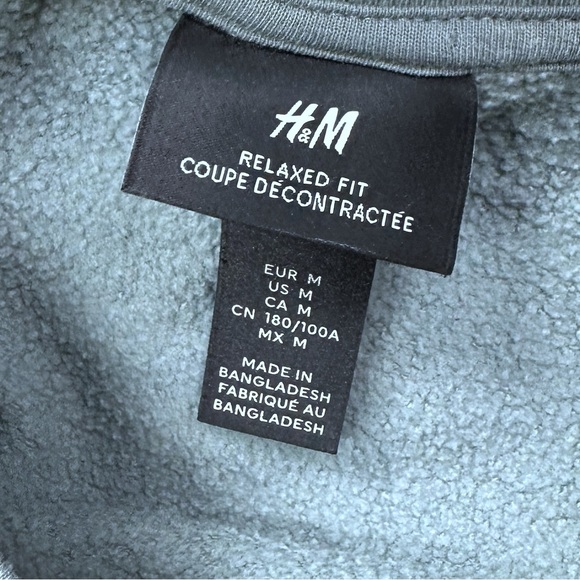 H&M
RELAXED FIT
COUPE DÉCONTRACTÉE
EUR M
US M
CA M
CN 180/100A
MX M
MADE IN
BANGLADESH
FABRIQUÉ AU
BANGLADESH